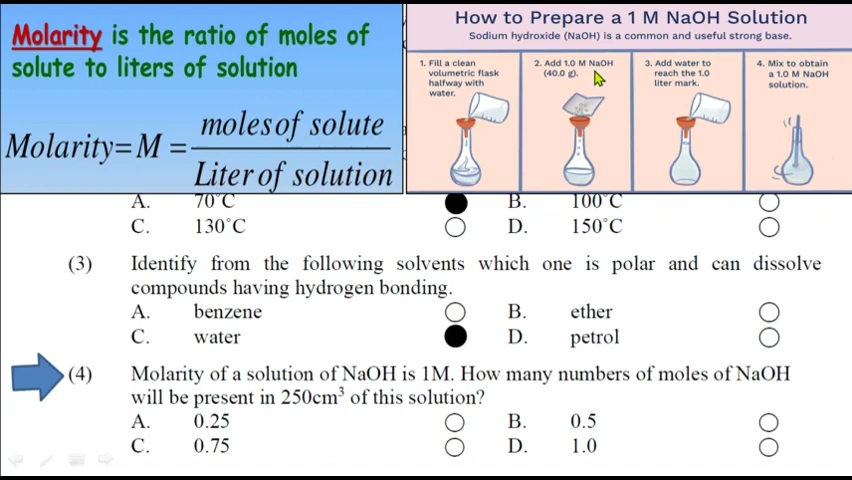 Molarity is the ratio of moles of
solute to liters of solution
Molarity= M = moles of solute
Liter of solution
How to Prepare a 1 M NaOH Solution
Sodium hydroxide (NaOH) is a common and useful strong base.
1. Fill a clean
volumetric flask
halfway with
water.
2. Add 1.0 M NaOH
(40.0 g).
3. Add water to
reach the 1.0
liter mark.
4. Mix to obtain
a 1.0 M NaOH
solution.
A. 70°C B. 100°C
C. 130°C D. 150°C
(3) Identify from the following solvents which one is polar and can dissolve
compounds having hydrogen bonding.
A. benzene B. ether
C. water D. petrol
(4) Molarity of a solution of NaOH is 1M. How many numbers of moles of NaOH
will be present in 250cm³ of this solution?
A. 0.25 B. 0.5
C. 0.75 D. 1.0